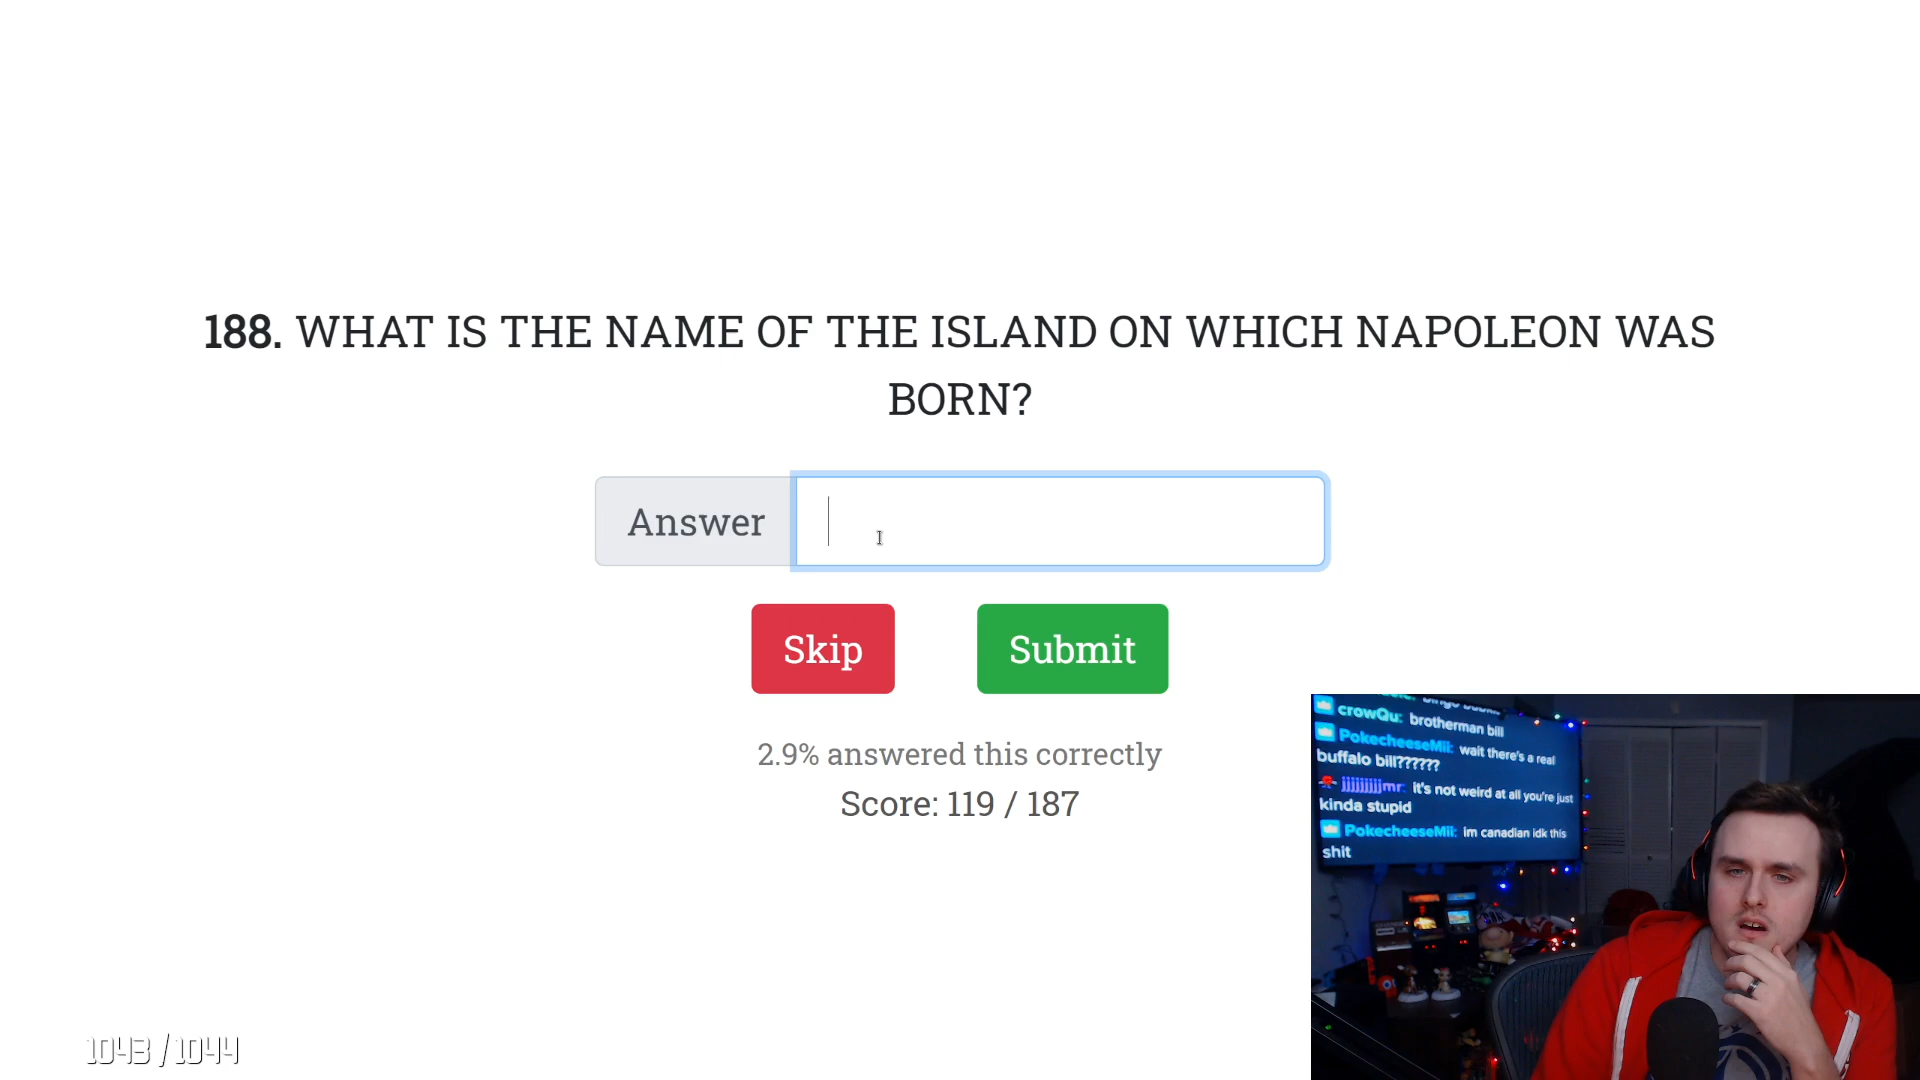 188. WHAT IS THE NAME OF THE ISLAND ON WHICH NAPOLEON WAS
BORN?
Answer
Skip
Submit
2.9% answered this correctly
Score: 119 / 187
crowQu: brotherman bill
PokecheeseMii: wait there's a real
buffalo bill??????
jjjjjjjjjmr: it's not weird at all you're just
kinda stupid
PokecheeseMii: im canadian idk this
shit
1043 / 1044